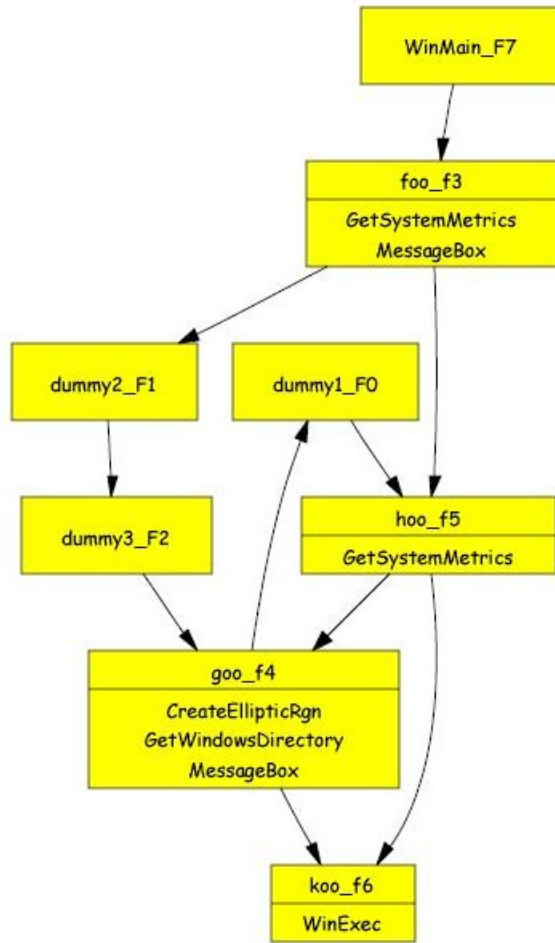 WinMain_F7
foo_f3
GetSystemMetrics
MessageBox
dummy2_F1
dummy1_F0
dummy3_F2
hoo_f5
GetSystemMetrics
goo_f4
CreateEllipticRgn
GetWindowsDirectory
MessageBox
koo_f6
WinExec